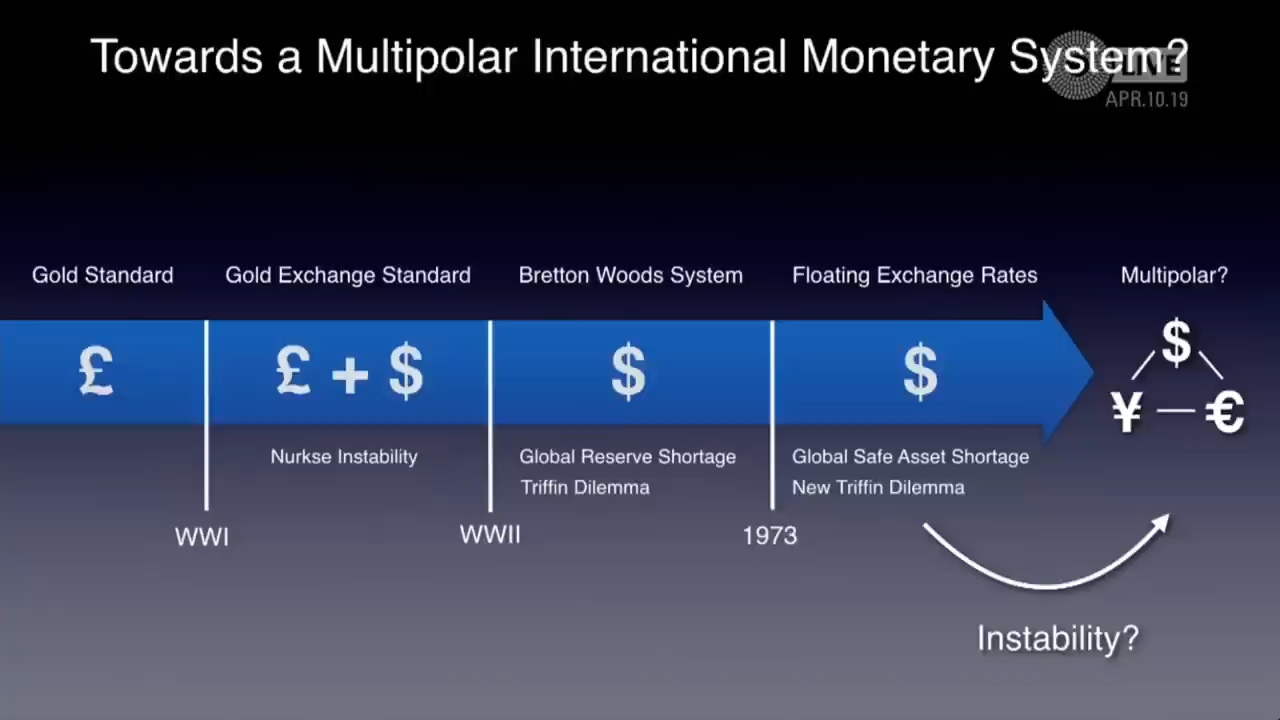 Towards a Multipolar International Monetary System?
LIVE
APR.10.19
Gold Standard
Gold Exchange Standard
Bretton Woods System
Floating Exchange Rates
Multipolar?
£
£ + $
$
$
$
¥ — €
Nurkse Instability
Global Reserve Shortage
Triffin Dilemma
Global Safe Asset Shortage
New Triffin Dilemma
WWI
WWII
1973
Instability?